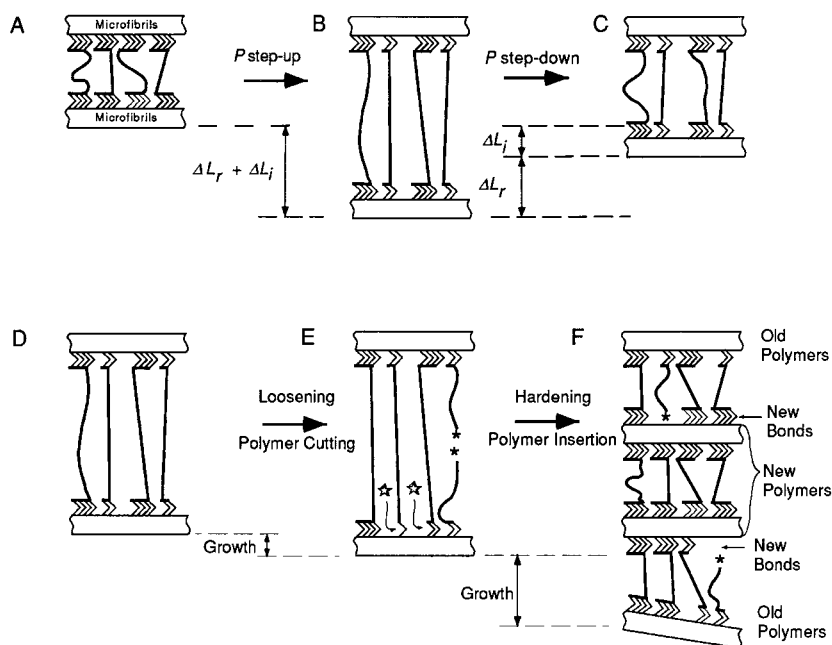 A
Microfibrils
Microfibrils
P step-up
B
P step-down
C
ΔLr + ΔLi
ΔLi
ΔLr
D
Growth
Loosening
Polymer Cutting
E
Growth
Hardening
Polymer Insertion
F
Old
Polymers
New
Bonds
New
Polymers
New
Bonds
Old
Polymers